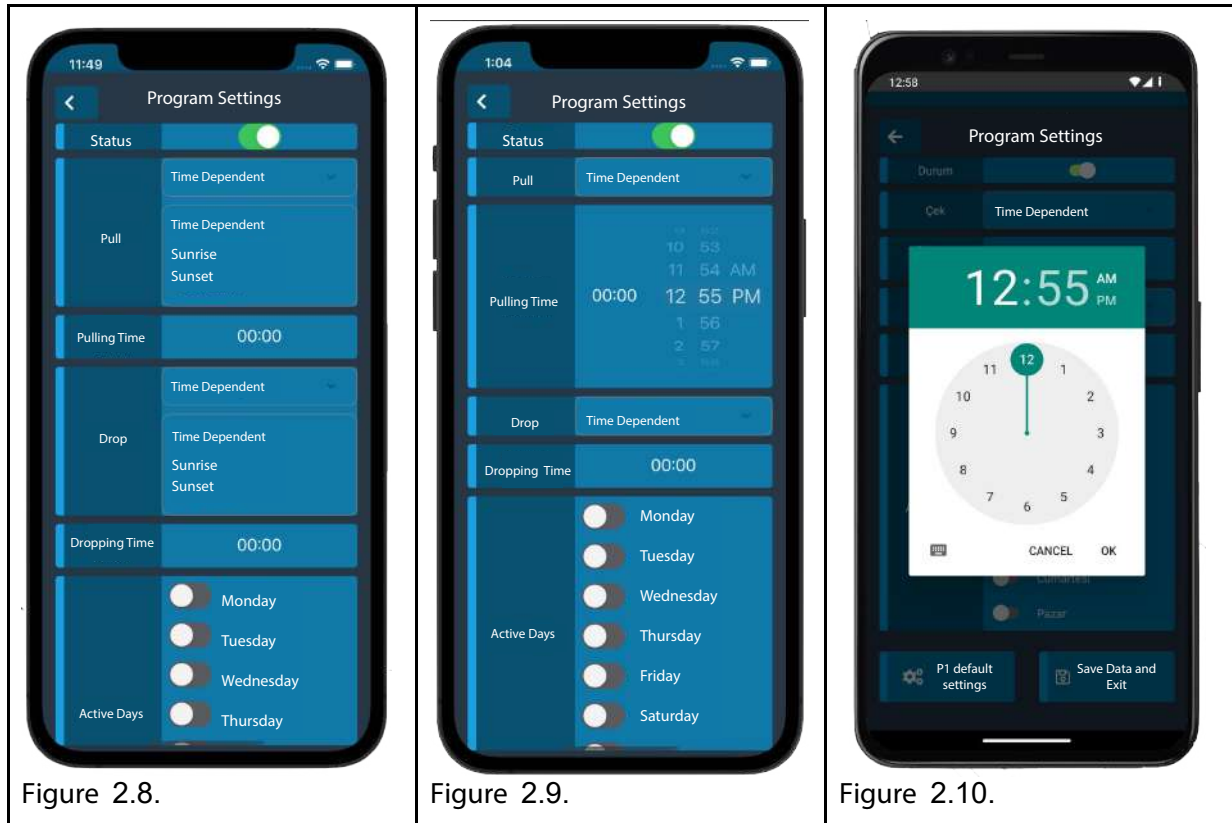 11:49
Program Settings
Status
Pull
Time Dependent
Time Dependent
Sunrise
Sunset
Pulling Time
00:00
Drop
Time Dependent
Time Dependent
Sunrise
Sunset
Dropping Time
00:00
Active Days
Monday
Tuesday
Wednesday
Thursday
Figure 2.8.
1:04
Program Settings
Status
Pull
Time Dependent
Pulling Time
00:00
10 53
11 54 AM
12 55 PM
1 56
2 57
Drop
Time Dependent
Dropping Time
00:00
Active Days
Monday
Tuesday
Wednesday
Thursday
Friday
Saturday
Figure 2.9.
12:58
Program Settings
Durum
Çek
Time Dependent
12:55 AM
PM
12
11
1
10
2
9
3
8
4
7
5
6
CANCEL OK
Cumartesi
Pazar
P1 default
settings
Save Data and
Exit
Figure 2.10.